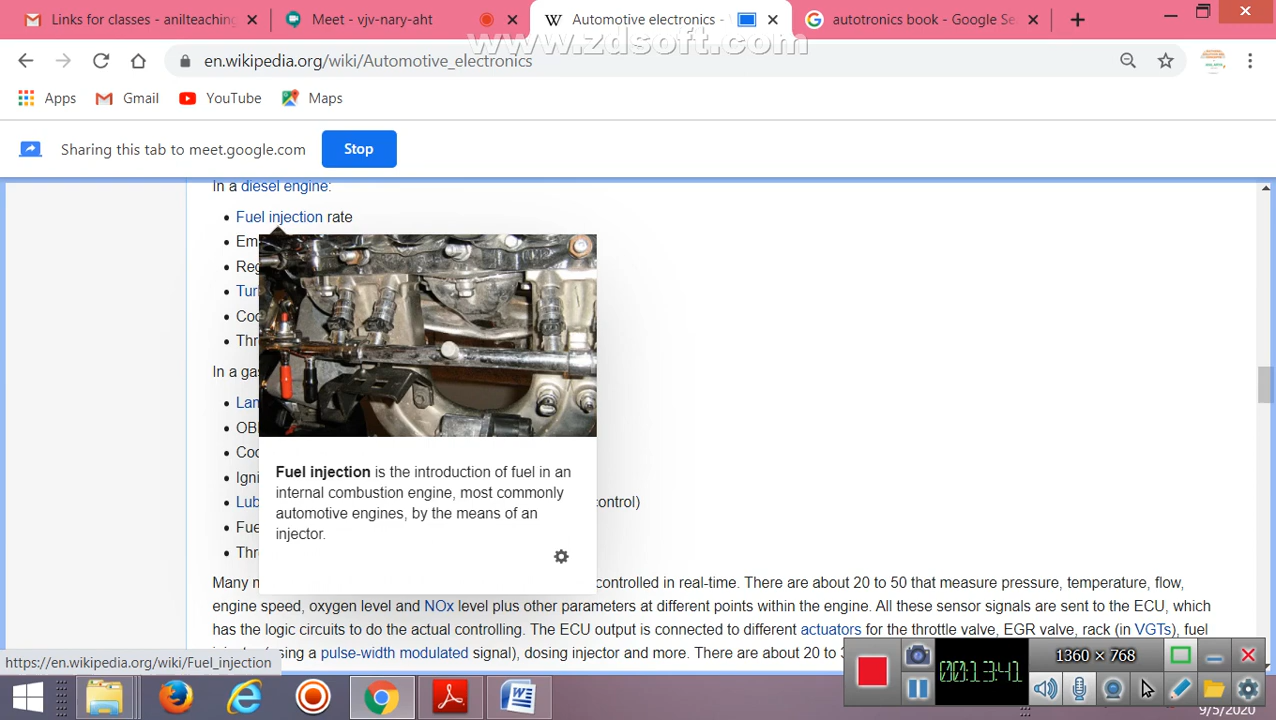 Links for classes - anilteaching
Meet - vjv-nary-aht
Automotive electronics -
autotronics book - Google Se
www.zdsoft.com
en.wikipedia.org/wiki/Automotive_electronics
Apps
Gmail
YouTube
Maps
Sharing this tab to meet.google.com
Stop
In a diesel engine:
Fuel injection rate
In a
Fuel injection is the introduction of fuel in an
internal combustion engine, most commonly
automotive engines, by the means of an
injector.
control)
Many
controlled in real-time. There are about 20 to 50 that measure pressure, temperature, flow,
engine speed, oxygen level and NOx level plus other parameters at different points within the engine. All these sensor signals are sent to the ECU, which
has the logic circuits to do the actual controlling. The ECU output is connected to different actuators for the throttle valve, EGR valve, rack (in VGTs), fuel
a pulse-width modulated signal), dosing injector and more. There are about 20 to
https://en.wikipedia.org/wiki/Fuel_injection
00:13:41
1360 × 768
9/5/2020